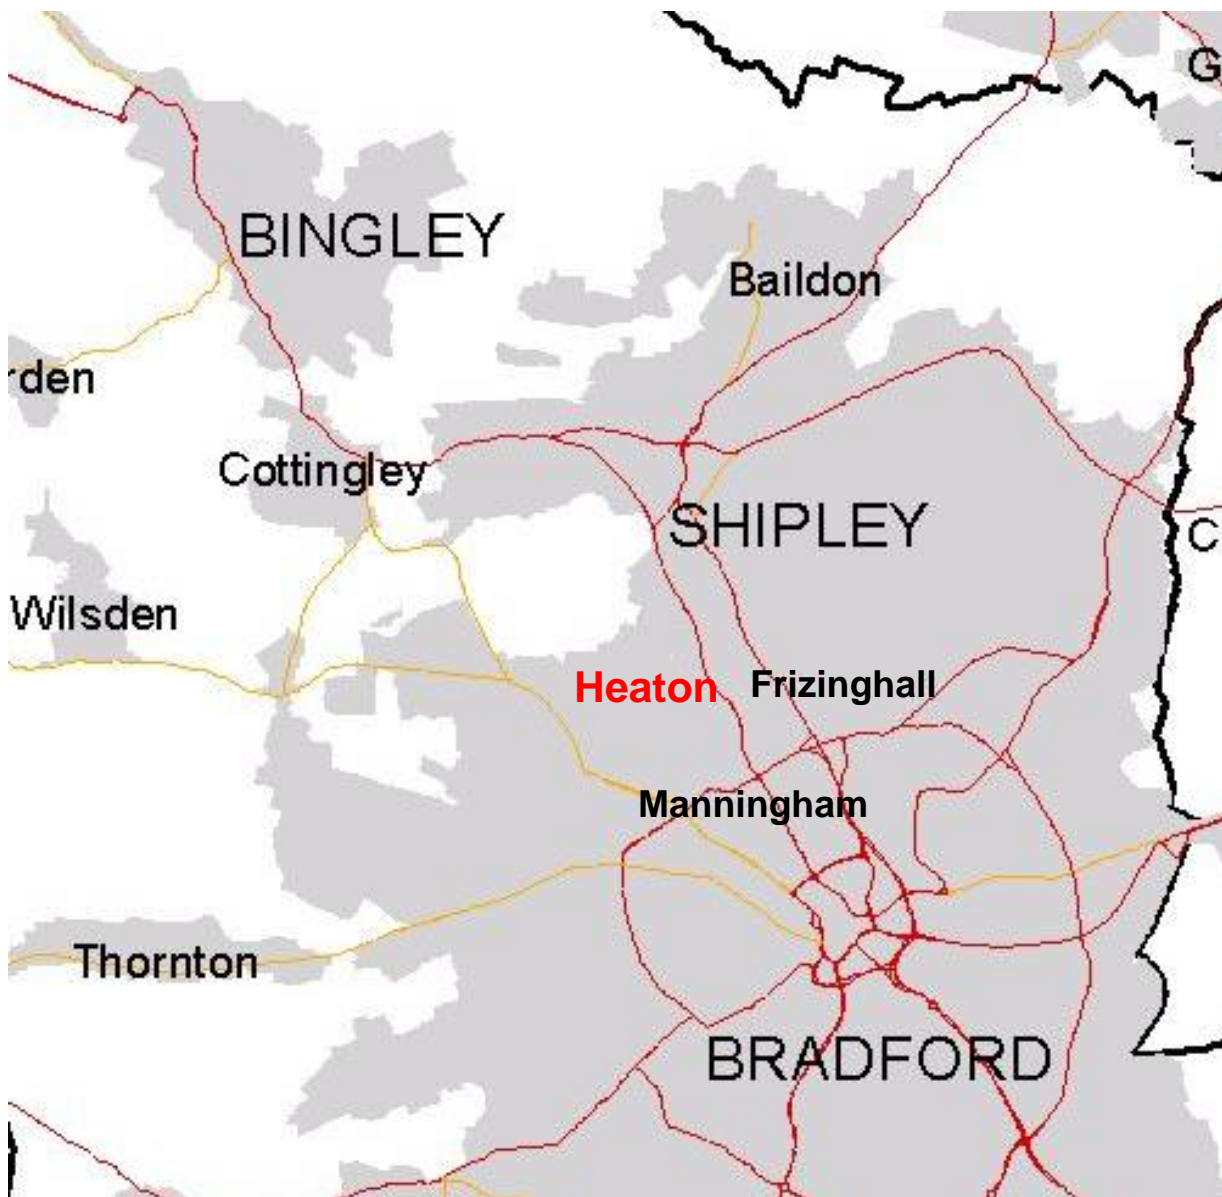 G
BINGLEY
Baildon
rden
Cottingley
SHIPLEY
C
Wilsden
Heaton
Frizinghall
Manningham
Thornton
BRADFORD